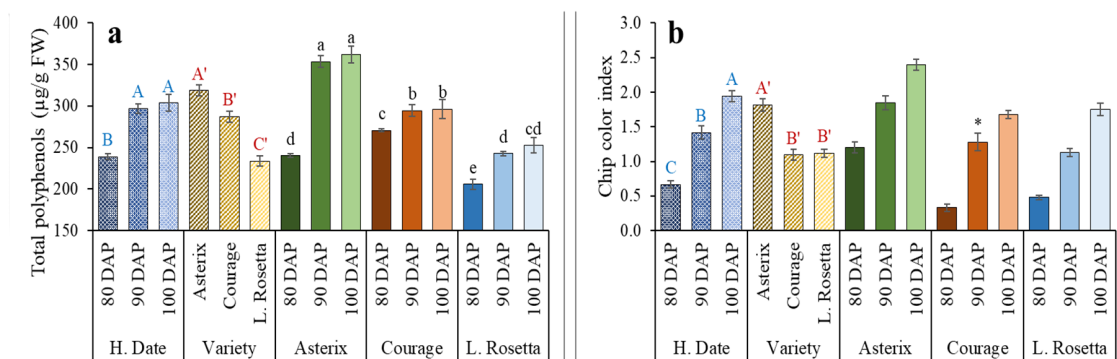 a
Total polyphenols (µg/g FW)
400
350
300
250
200
150
B
A
A
A'
B'
C'
d
a
a
c
b
b
e
d
cd
80 DAP
90 DAP
100 DAP
Asterix
Courage
L. Rosetta
80 DAP
90 DAP
100 DAP
80 DAP
90 DAP
100 DAP
80 DAP
90 DAP
100 DAP
H. Date
Variety
Asterix
Courage
L. Rosetta
b
Chip color index
3.0
2.5
2.0
1.5
1.0
0.5
0.0
C
B
A
A'
B'
B'
*
80 DAP
90 DAP
100 DAP
Asterix
Courage
L. Rosetta
80 DAP
90 DAP
100 DAP
80 DAP
90 DAP
100 DAP
80 DAP
90 DAP
100 DAP
H. Date
Variety
Asterix
Courage
L. Rosetta